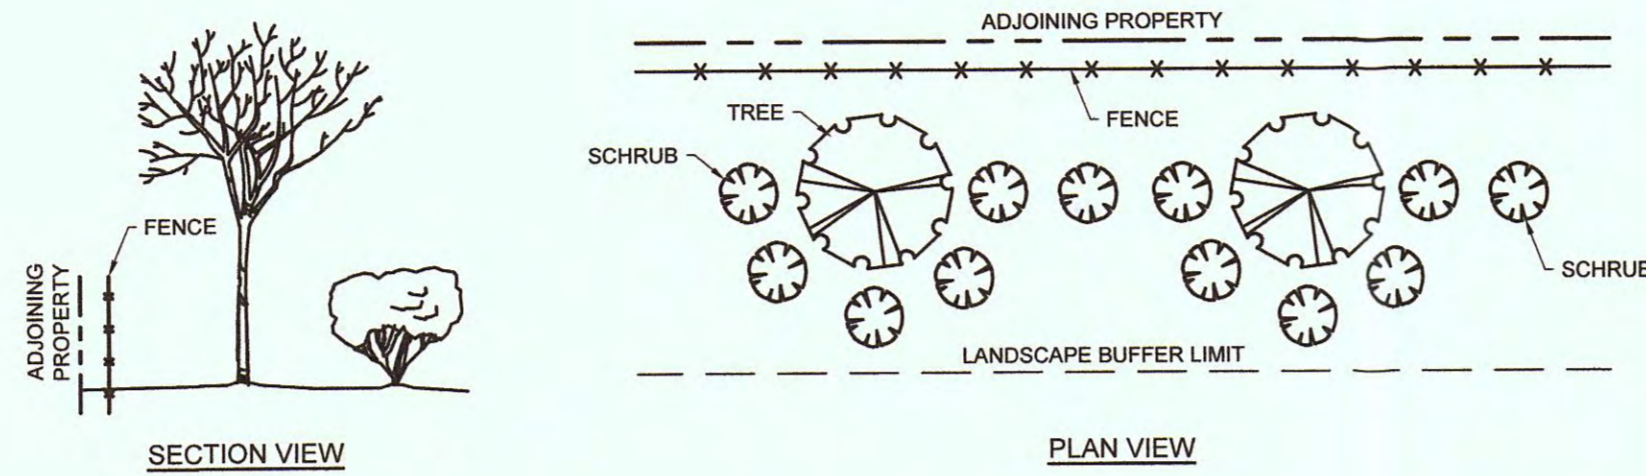 FENCE
ADJOINING
PROPERTY
SECTION VIEW
ADJOINING PROPERTY
TREE
FENCE
SCHRUB
SCHRUB
LANDSCAPE BUFFER LIMIT
PLAN VIEW